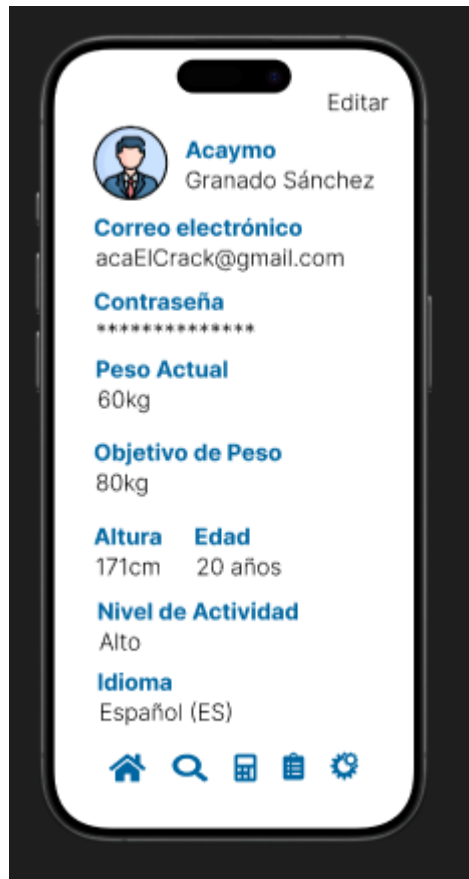 Editar
Acaymo
Granado Sánchez
Correo electrónico
acaElCrack@gmail.com
Contraseña
**************
Peso Actual
60kg
Objetivo de Peso
80kg
Altura Edad
171cm 20 años
Nivel de Actividad
Alto
Idioma
Español (ES)